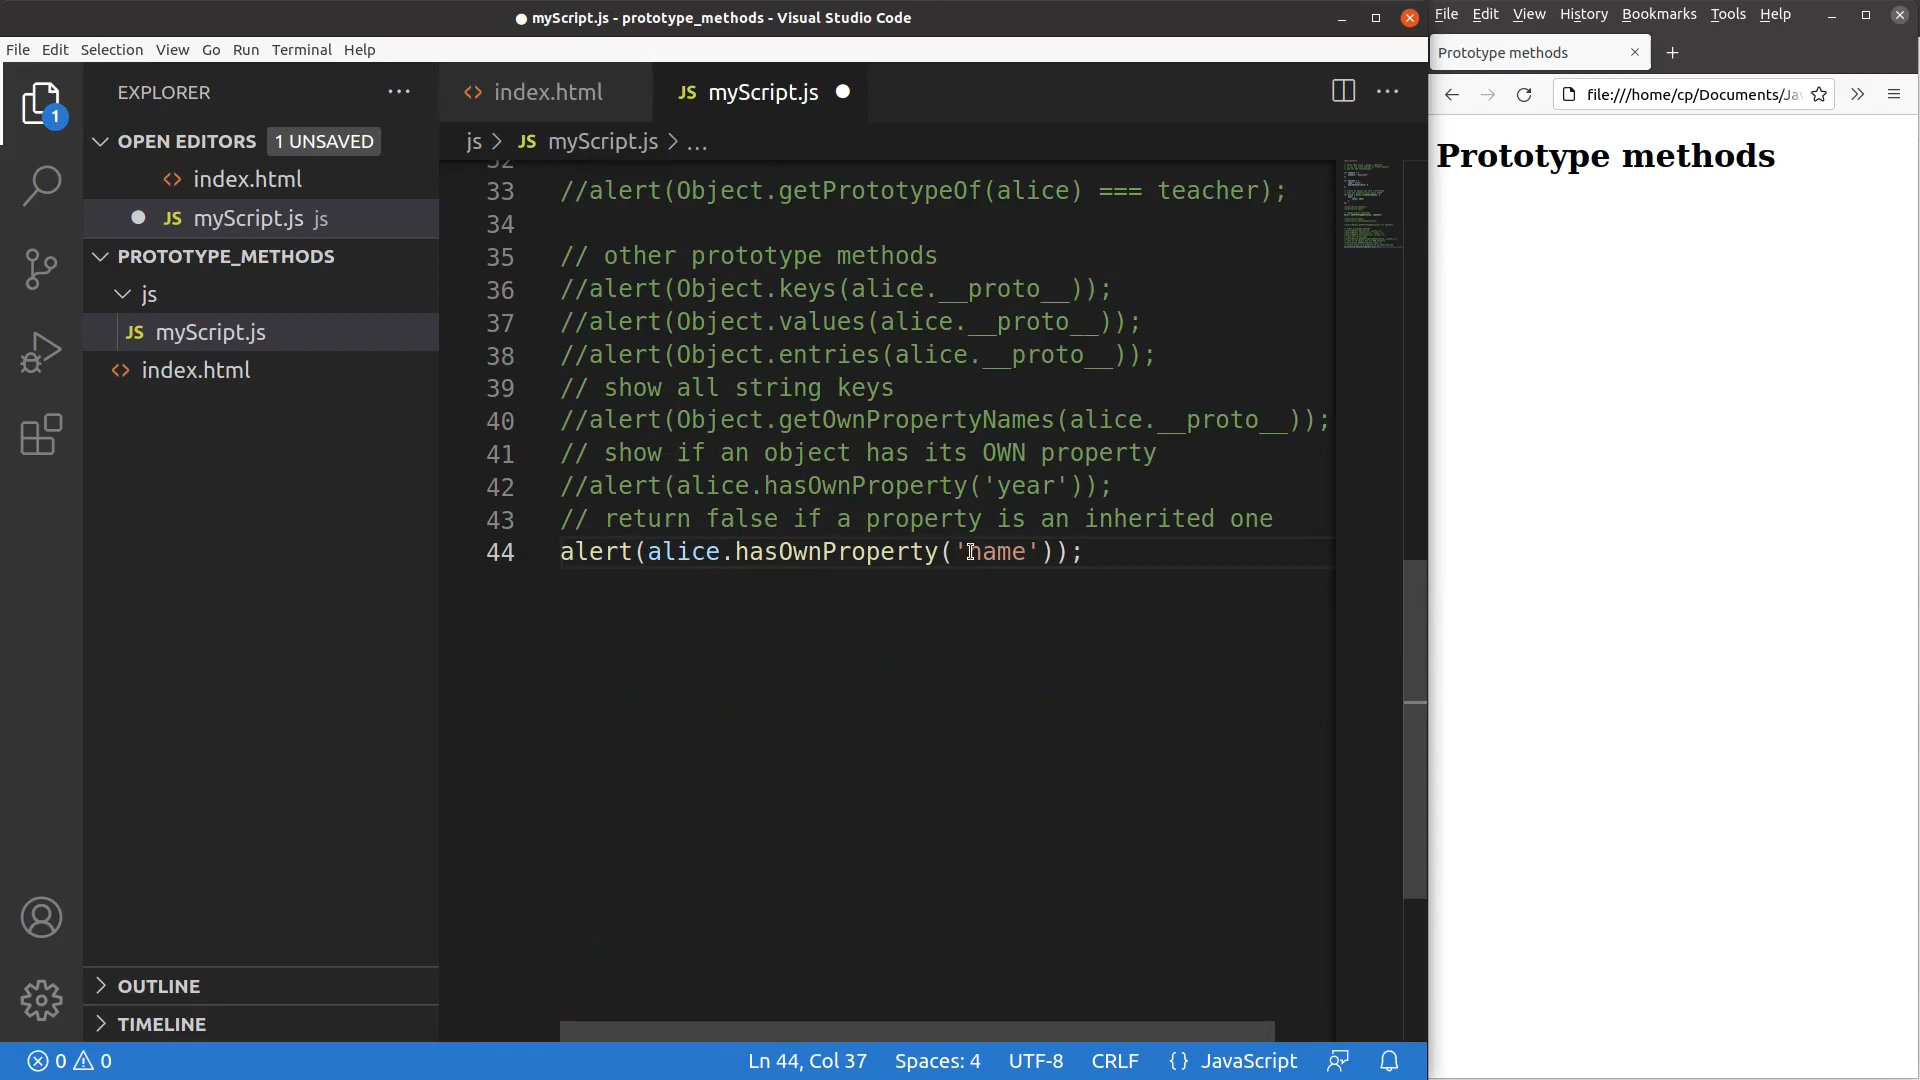 myScript.js - prototype_methods - Visual Studio Code
File Edit Selection View Go Run Terminal Help
EXPLORER
1
OPEN EDITORS 1 UNSAVED
index.html
myScript.js js
PROTOTYPE_METHODS
js
myScript.js
index.html
OUTLINE
TIMELINE
index.html
JS myScript.js
js > JS myScript.js > ...
32
33 //alert(Object.getPrototypeOf(alice) === teacher);
34
35 // other prototype methods
36 //alert(Object.keys(alice.__proto__));
37 //alert(Object.values(alice.__proto__));
38 //alert(Object.entries(alice.__proto__));
39 // show all string keys
40 //alert(Object.getOwnPropertyNames(alice.__proto__));
41 // show if an object has its OWN property
42 //alert(alice.hasOwnProperty('year'));
43 // return false if a property is an inherited one
44 alert(alice.hasOwnProperty('name'));
0 0 Ln 44, Col 37 Spaces: 4 UTF-8 CRLF {} JavaScript
File Edit View History Bookmarks Tools Help
Prototype methods
file:///home/cp/Documents/Ja
Prototype methods